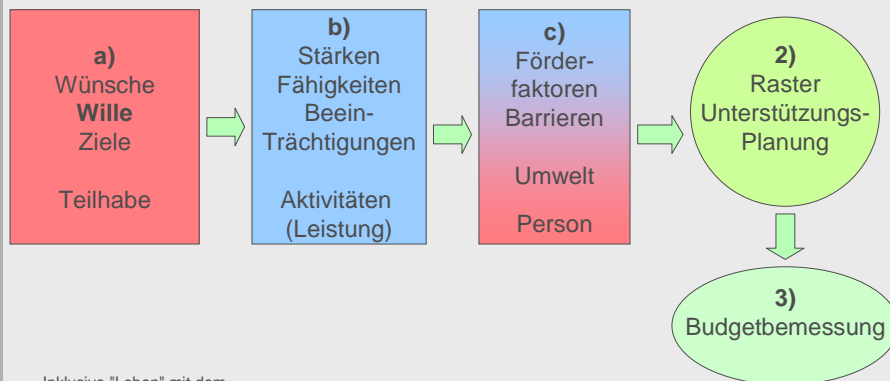 a)
Wünsche
Wille
Ziele
Teilhabe
b)
Stärken
Fähigkeiten
Beein-
Trächtigungen
Aktivitäten
(Leistung)
c)
Förder-
faktoren
Barrieren
Umwelt
Person
2)
Raster
Unterstützungs-
Planung
3)
Budgetbemessung